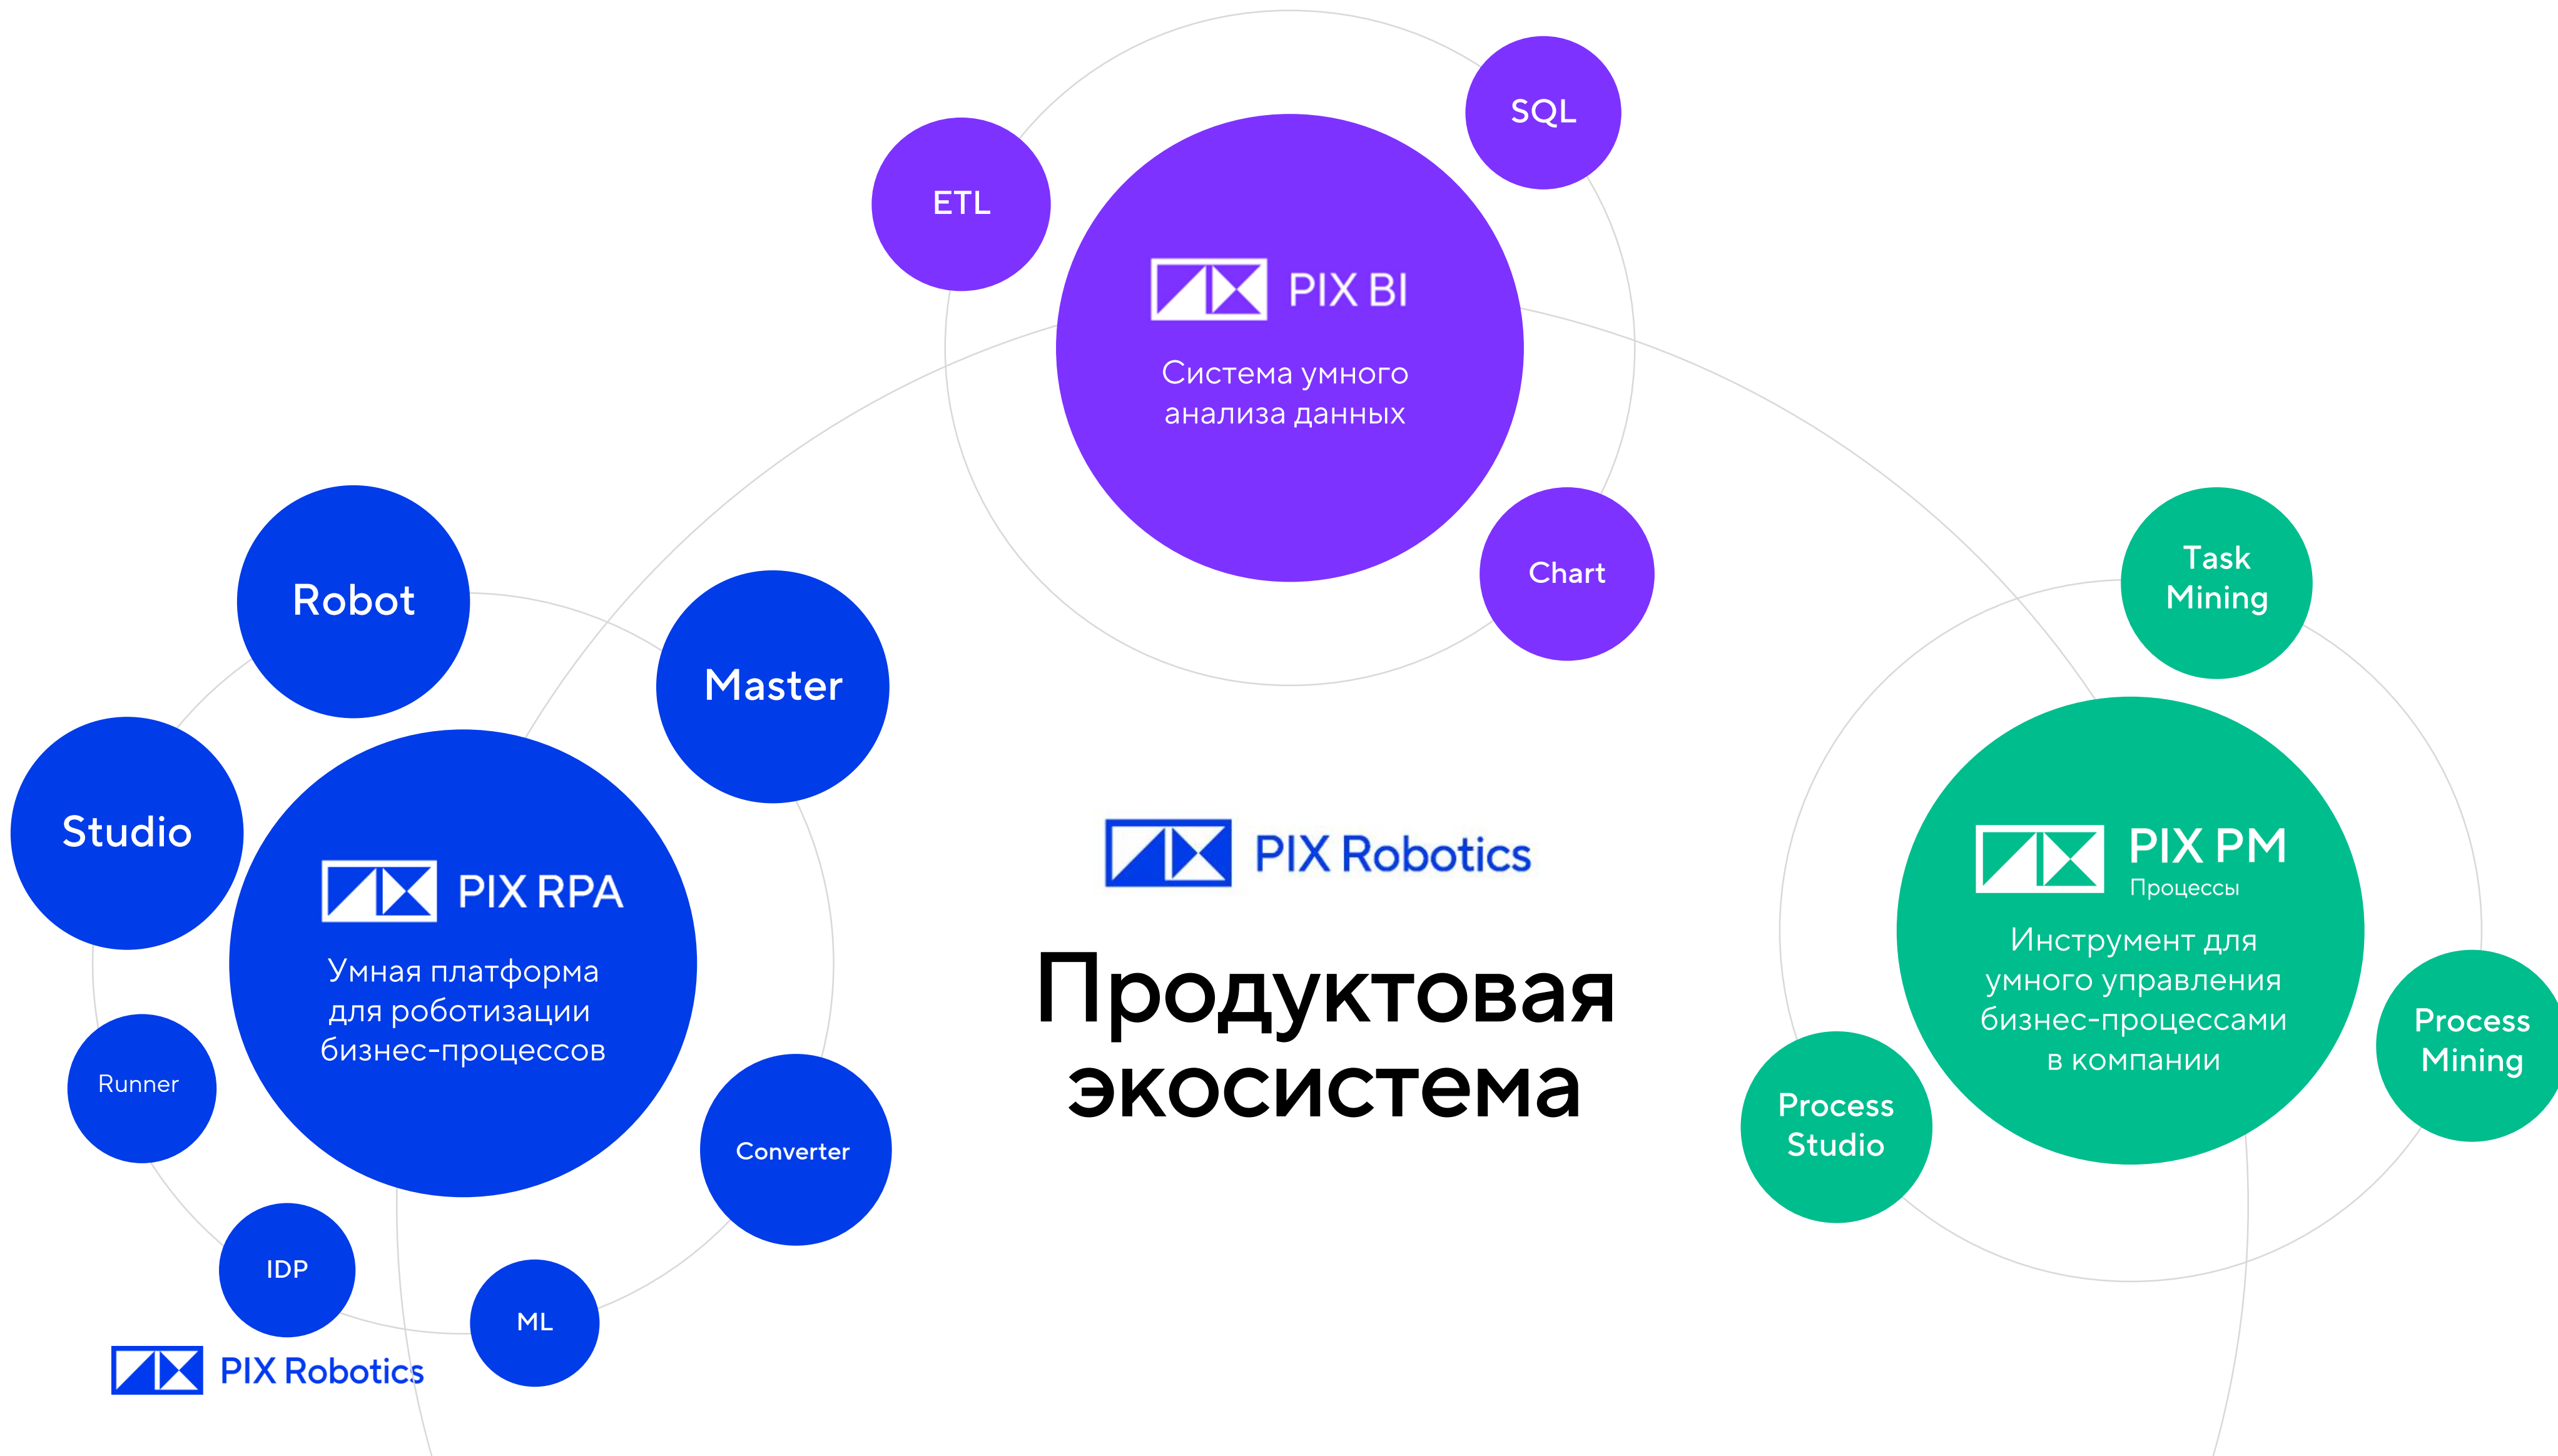 SQL
ETL
PIX BI
Система умного
анализа данных
Chart
Robot
Master
Studio
PIX RPA
Умная платформа
для роботизации
бизнес-процессов
Runner
Converter
IDP
ML
PIX Robotics
Продуктовая
экосистема
Task
Mining
PIX PM
Процессы
Инструмент для
умного управления
бизнес-процессами
в компании
Process
Mining
Process
Studio
PIX Robotics